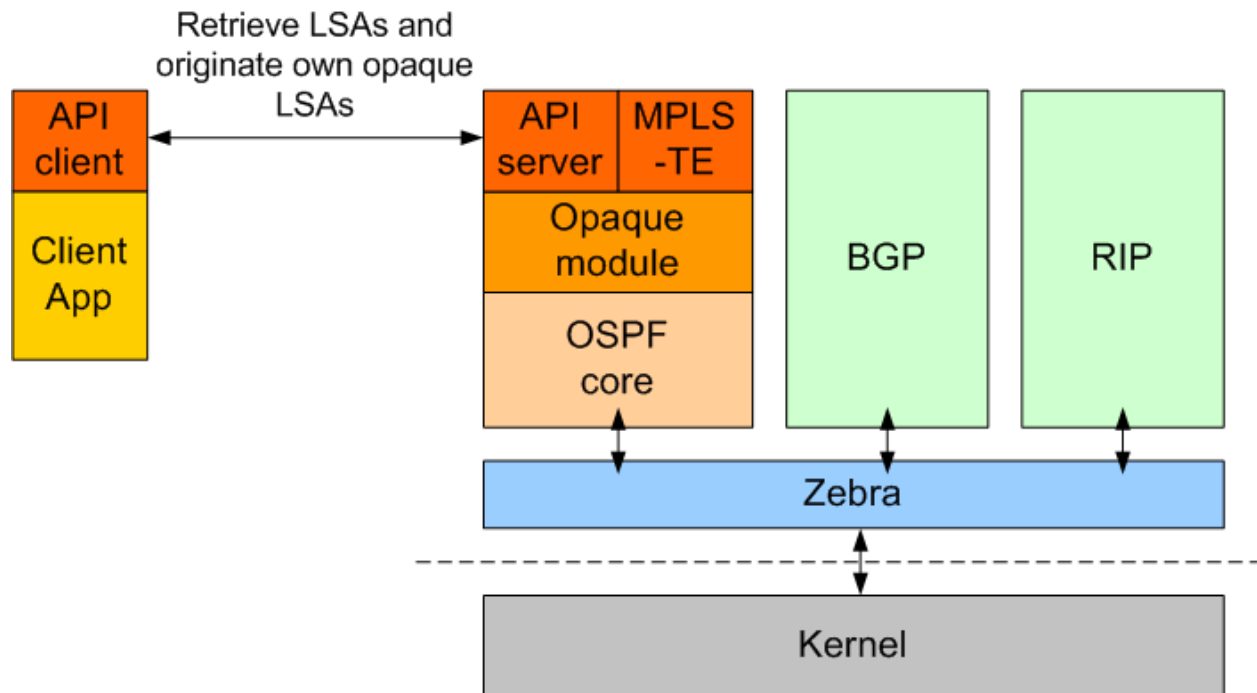 Retrieve LSAs and
originate own opaque
LSAs
API
client
Client
App
API
server
MPLS
-TE
Opaque
module
OSPF
core
BGP
RIP
Zebra
Kernel